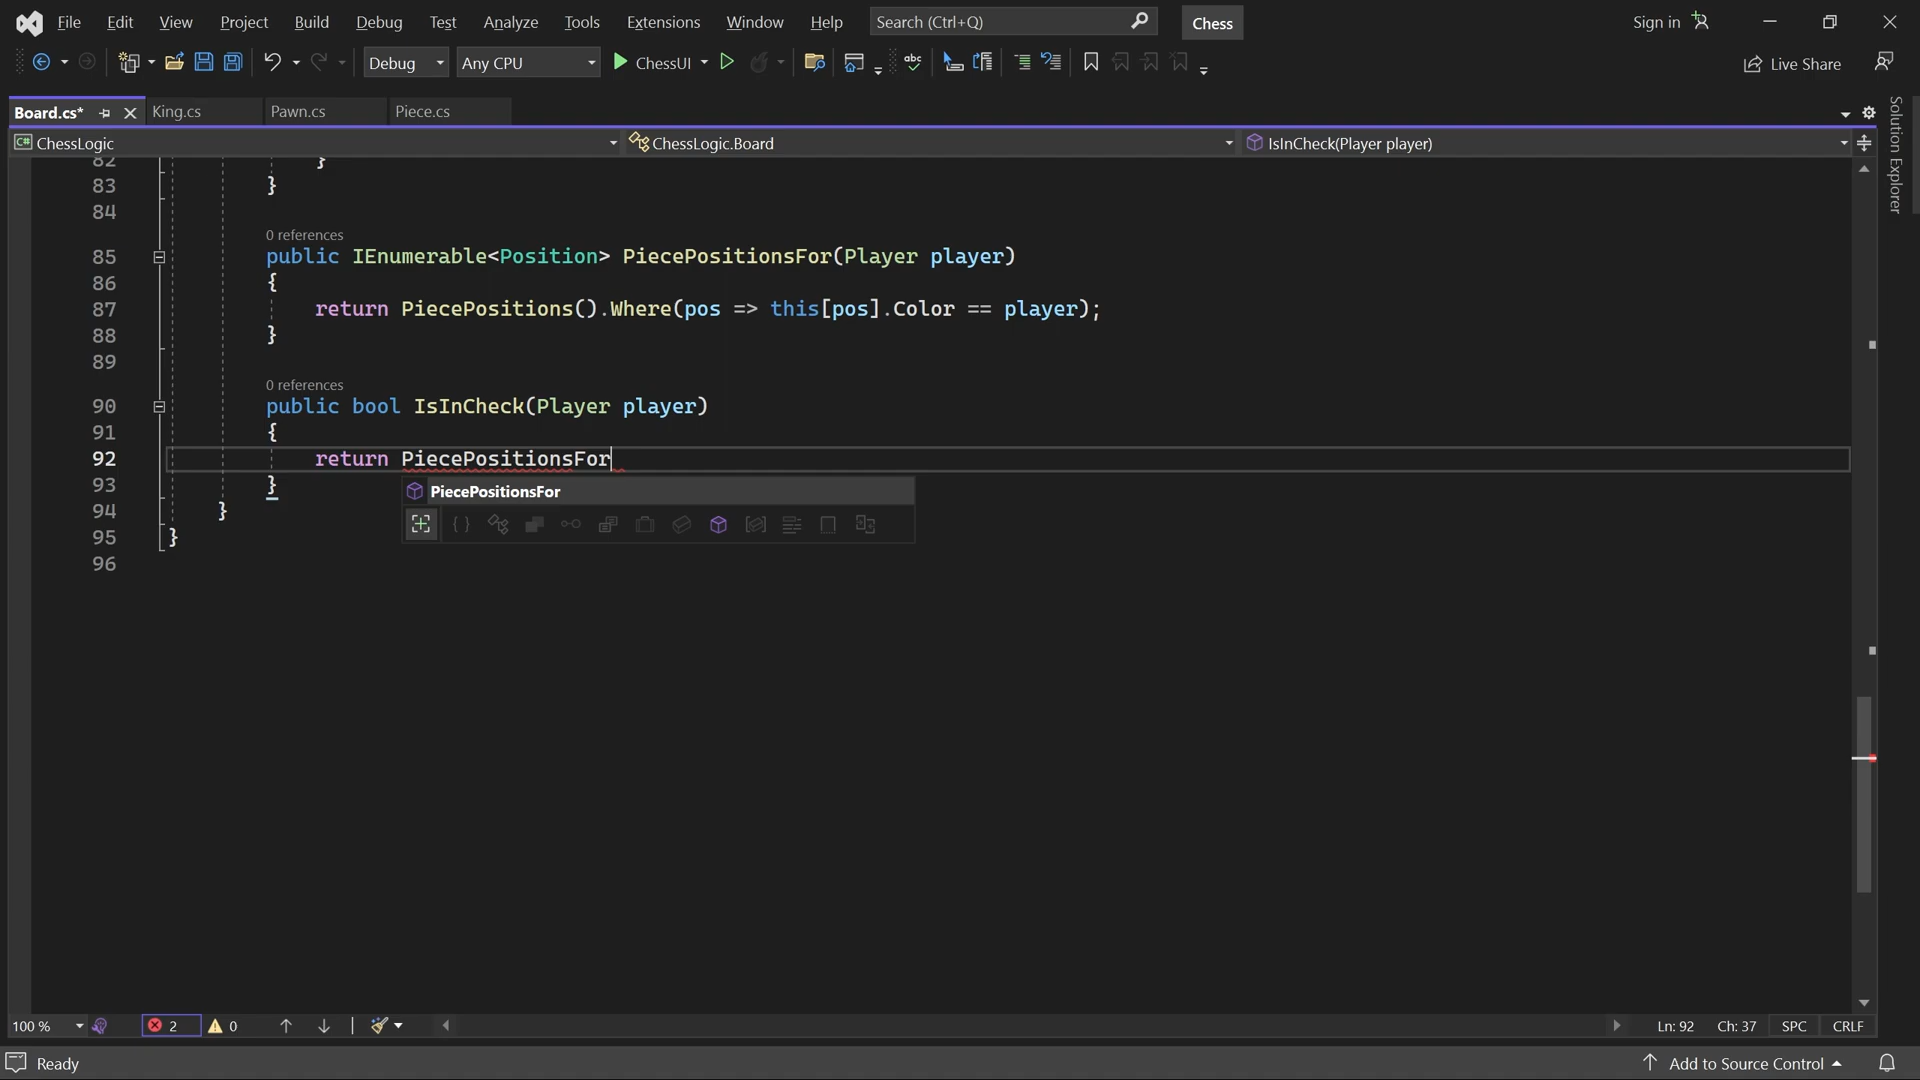 File Edit View Project Build Debug Test Analyze Tools Extensions Window Help Search (Ctrl+Q) Chess Sign in
Debug Any CPU ChessUI Live Share
Board.cs* King.cs Pawn.cs Piece.cs
ChessLogic ChessLogic.Board IsInCheck(Player player)
Solution Explorer
82 }
83 }
84
0 references
85 public IEnumerable<Position> PiecePositionsFor(Player player)
86 {
87 return PiecePositions().Where(pos => this[pos].Color == player);
88 }
89
0 references
90 public bool IsInCheck(Player player)
91 {
92 return PiecePositionsFor
93 }
PiecePositionsFor
94 }
95 }
96
100 % 2 0 Ln: 92 Ch: 37 SPC CRLF
Ready Add to Source Control